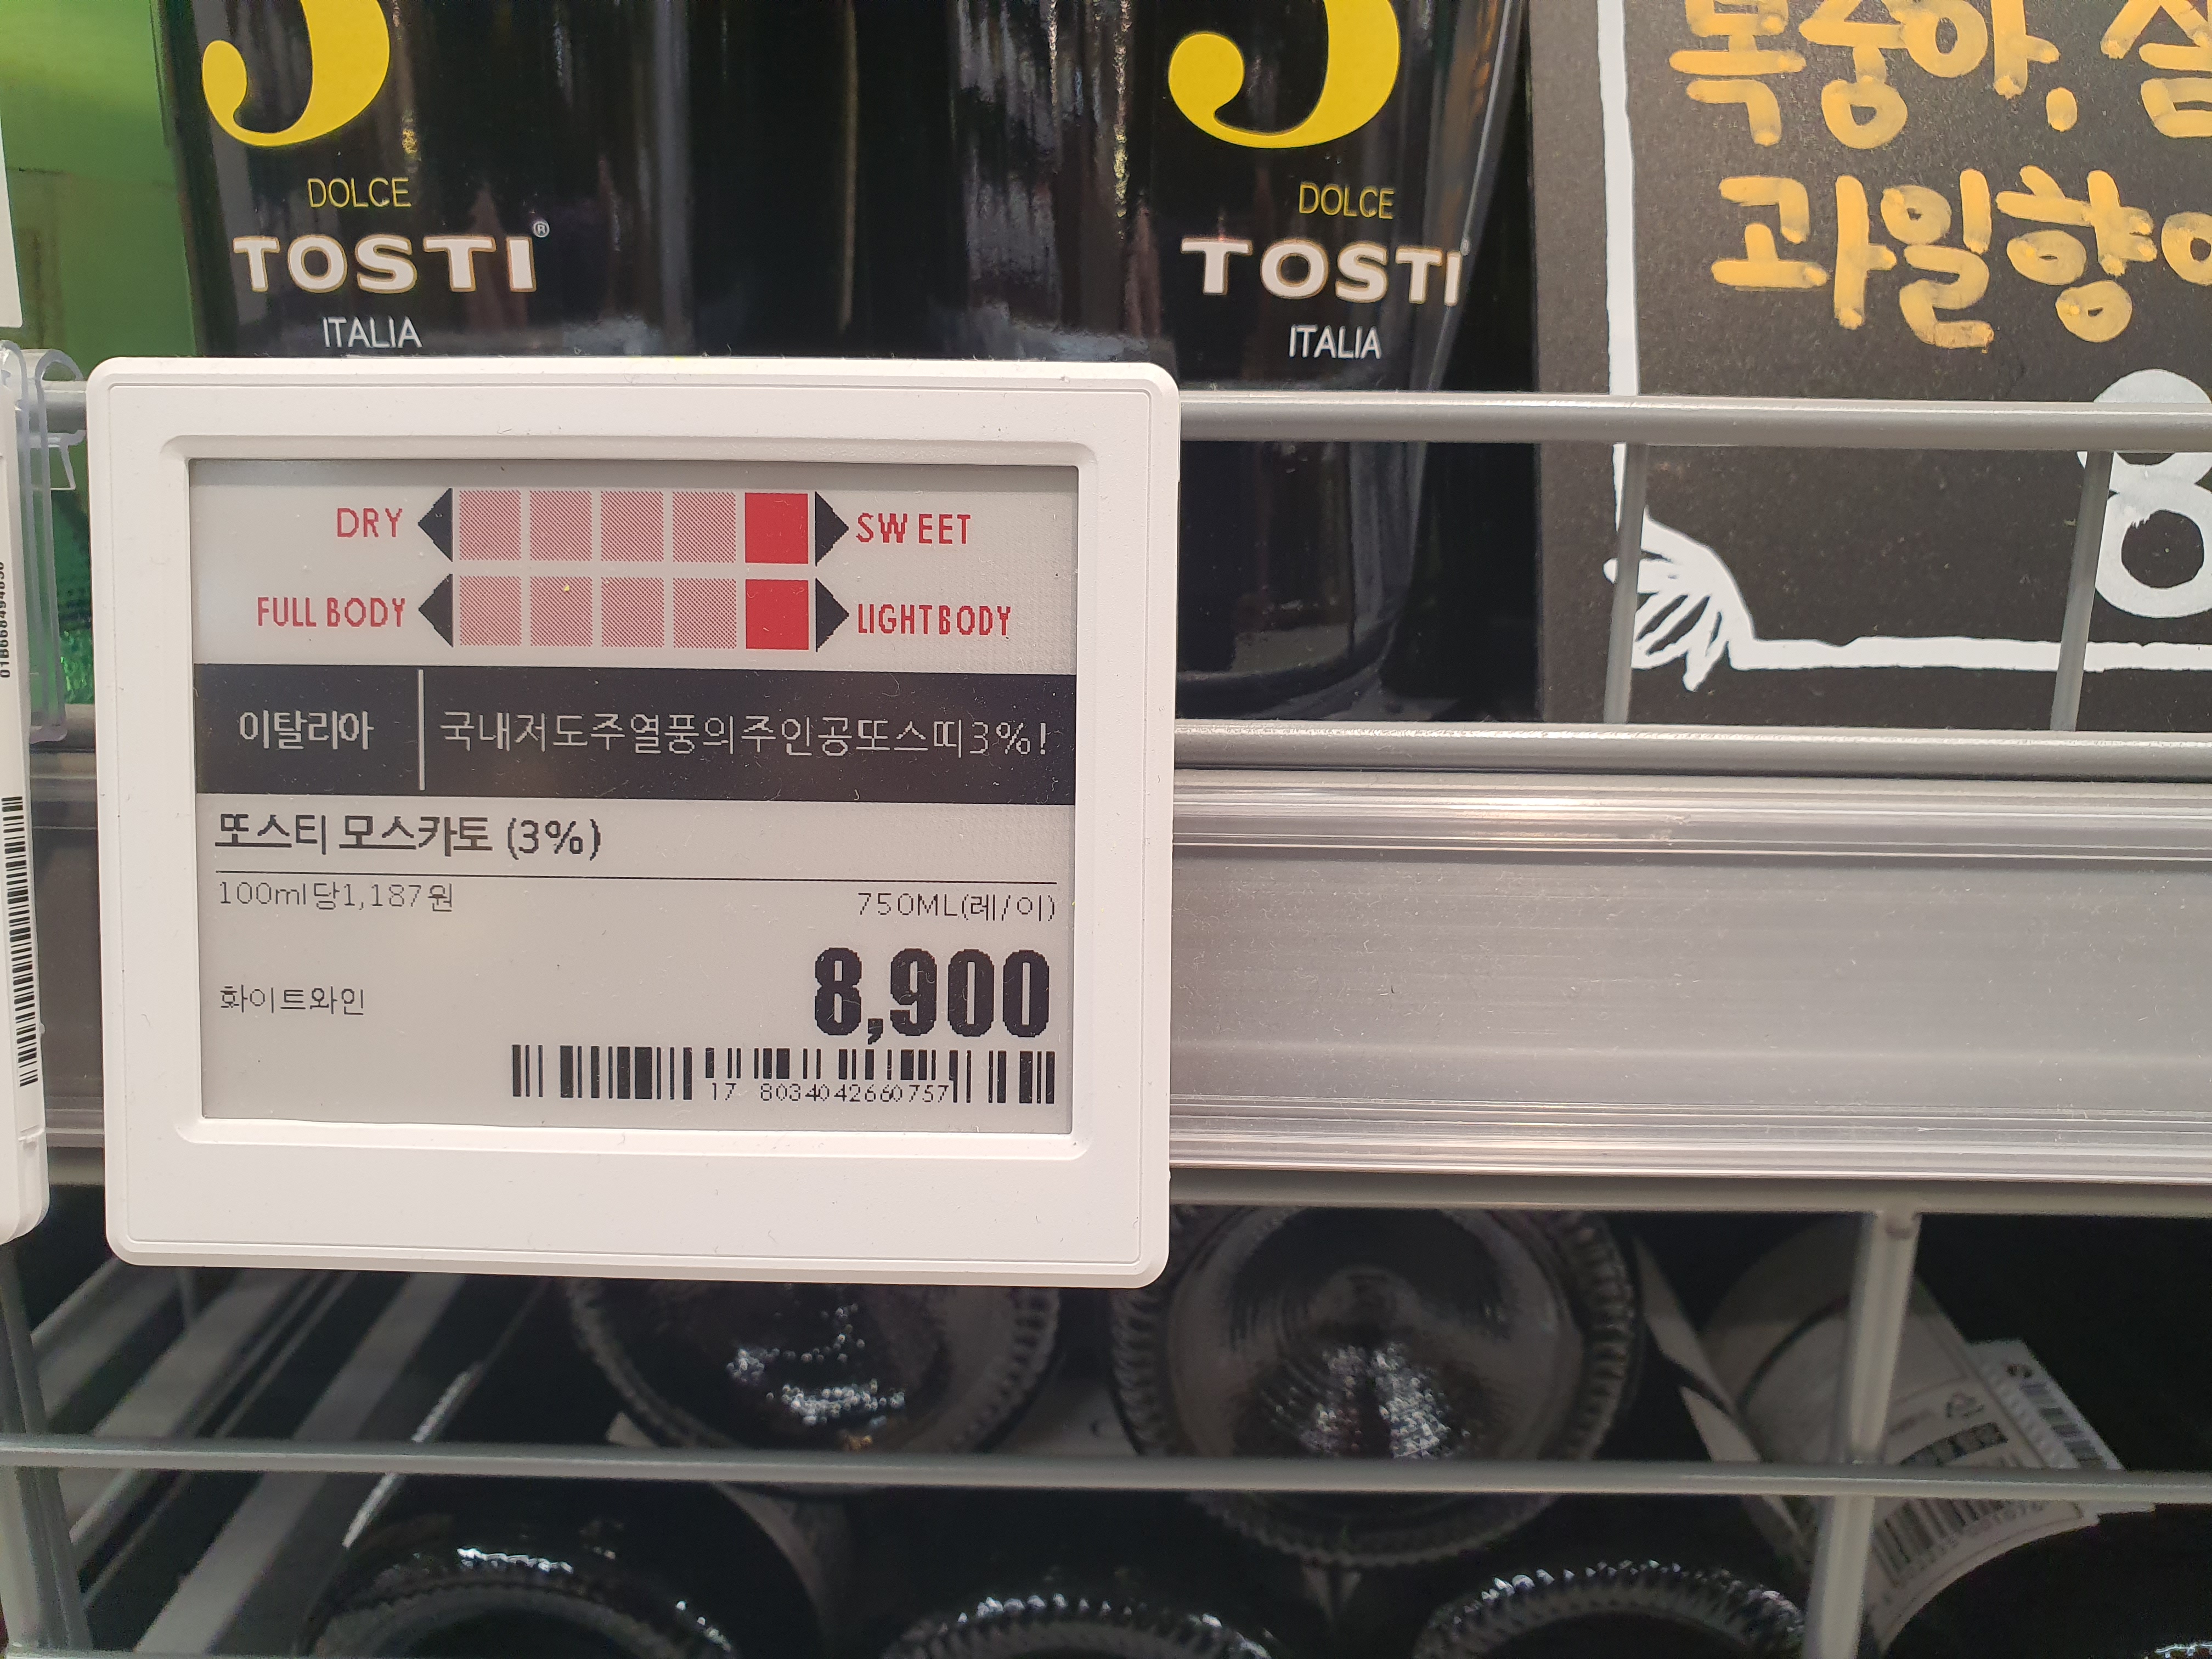 DOLCE
TOSTI®
ITALIA
DOLCE
TOSTI
ITALIA
복숭아,
과일향
DRY SWEET
FULL BODY LIGHT BODY
이탈리아 국내저도주열풍의주인공또스띠3%!
또스티 모스카토 (3%)
100ml당1,187원 750ML(레/이)
8,900
화이트와인
17 8034042660757